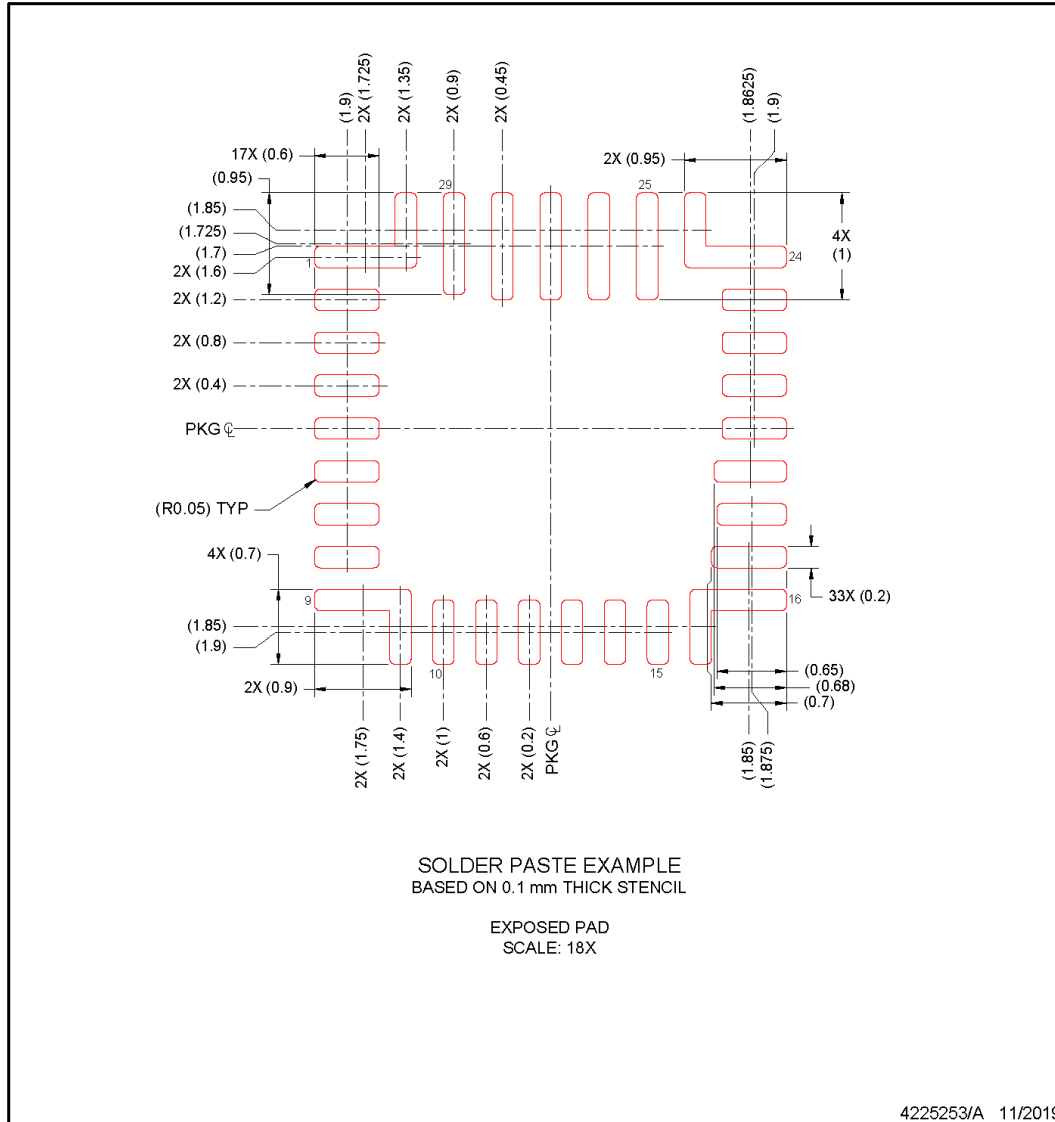 (1.9)
2X (1.725)
2X (1.35)
2X (0.9)
2X (0.45)
(1.8625)
(1.9)
17X (0.6)
2X (0.95)
(0.95)
29
25
(1.85)
(1.725)
4X
(1)
(1.7)
1
24
2X (1.6)
2X (1.2)
2X (0.8)
2X (0.4)
PKG ℄
(R0.05) TYP
4X (0.7)
33X (0.2)
9
16
(1.85)
(1.9)
10
15
(0.65)
2X (0.9)
(0.68)
(0.7)
2X (1.75)
2X (1.4)
2X (1)
2X (0.6)
2X (0.2)
PKG ℄
(1.85)
(1.875)
SOLDER PASTE EXAMPLE
BASED ON 0.1 mm THICK STENCIL
EXPOSED PAD
SCALE: 18X
4225253/A 11/2019